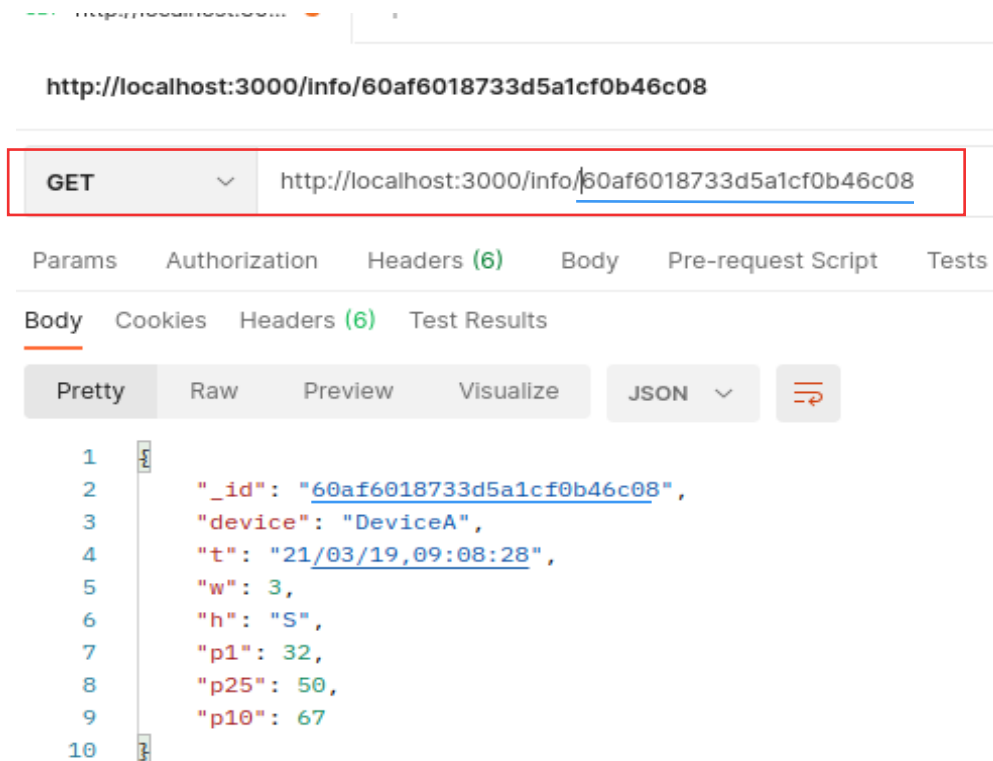 http://localhost:3000/info/60af6018733d5a1cf0b46c08
GET http://localhost:3000/info/60af6018733d5a1cf0b46c08
Params Authorization Headers (6) Body Pre-request Script Tests
Body Cookies Headers (6) Test Results
Pretty Raw Preview Visualize JSON
1 {
2 "_id": "60af6018733d5a1cf0b46c08",
3 "device": "DeviceA",
4 "t": "21/03/19,09:08:28",
5 "w": 3,
6 "h": "S",
7 "p1": 32,
8 "p25": 50,
9 "p10": 67
10 }